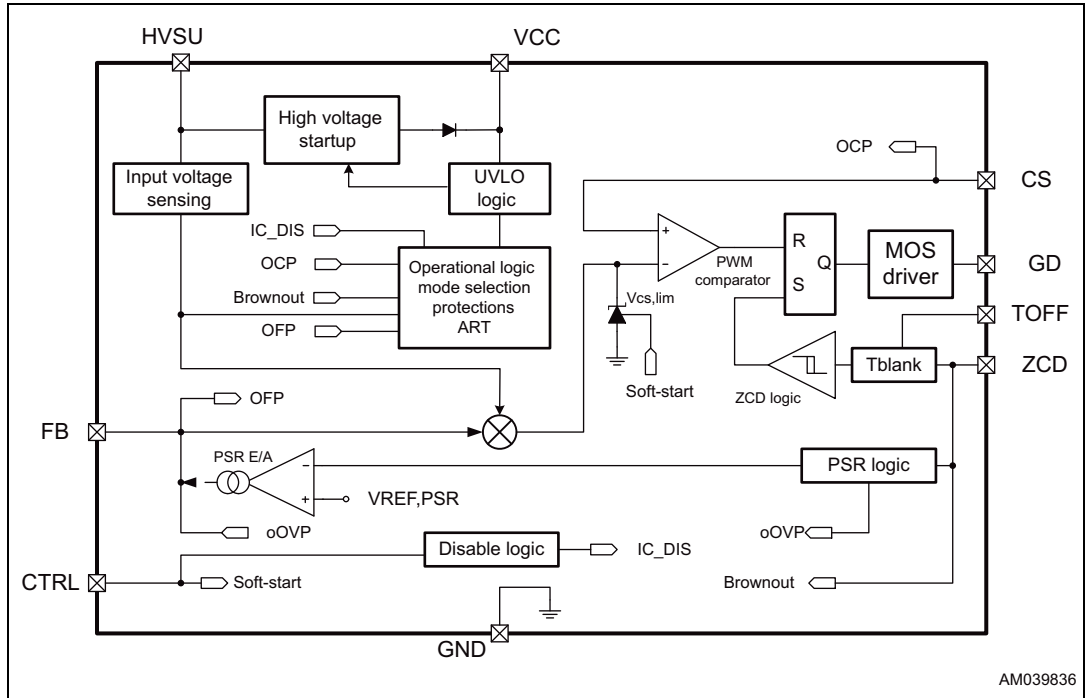 HVSU
VCC
High voltage
startup
OCP
CS
Input voltage
sensing
UVLO
logic
IC_DIS
OCP
Brownout
OFP
Operational logic
mode selection
protections
ART
+
−
PWM
comparator
R
S
Q
MOS
driver
GD
Vcs,lim
TOFF
Soft-start
ZCD logic
Tblank
ZCD
OFP
FB
PSR E/A
−
+
VREF,PSR
PSR logic
oOVP
oOVP
Disable logic
IC_DIS
CTRL
Soft-start
Brownout
GND
AM039836